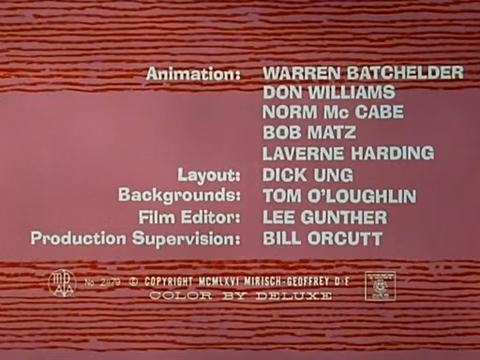 Animation: WARREN BATCHELDER
DON WILLIAMS
NORM Mc CABE
BOB MATZ
LAVERNE HARDING
Layout: DICK UNG
Backgrounds: TOM O'LOUGHLIN
Film Editor: LEE GUNTHER
Production Supervision: BILL ORCUTT
No. © COPYRIGHT MCMLXVI MIRISCH-GEOFFREY D F E
COLOR BY DELUXE